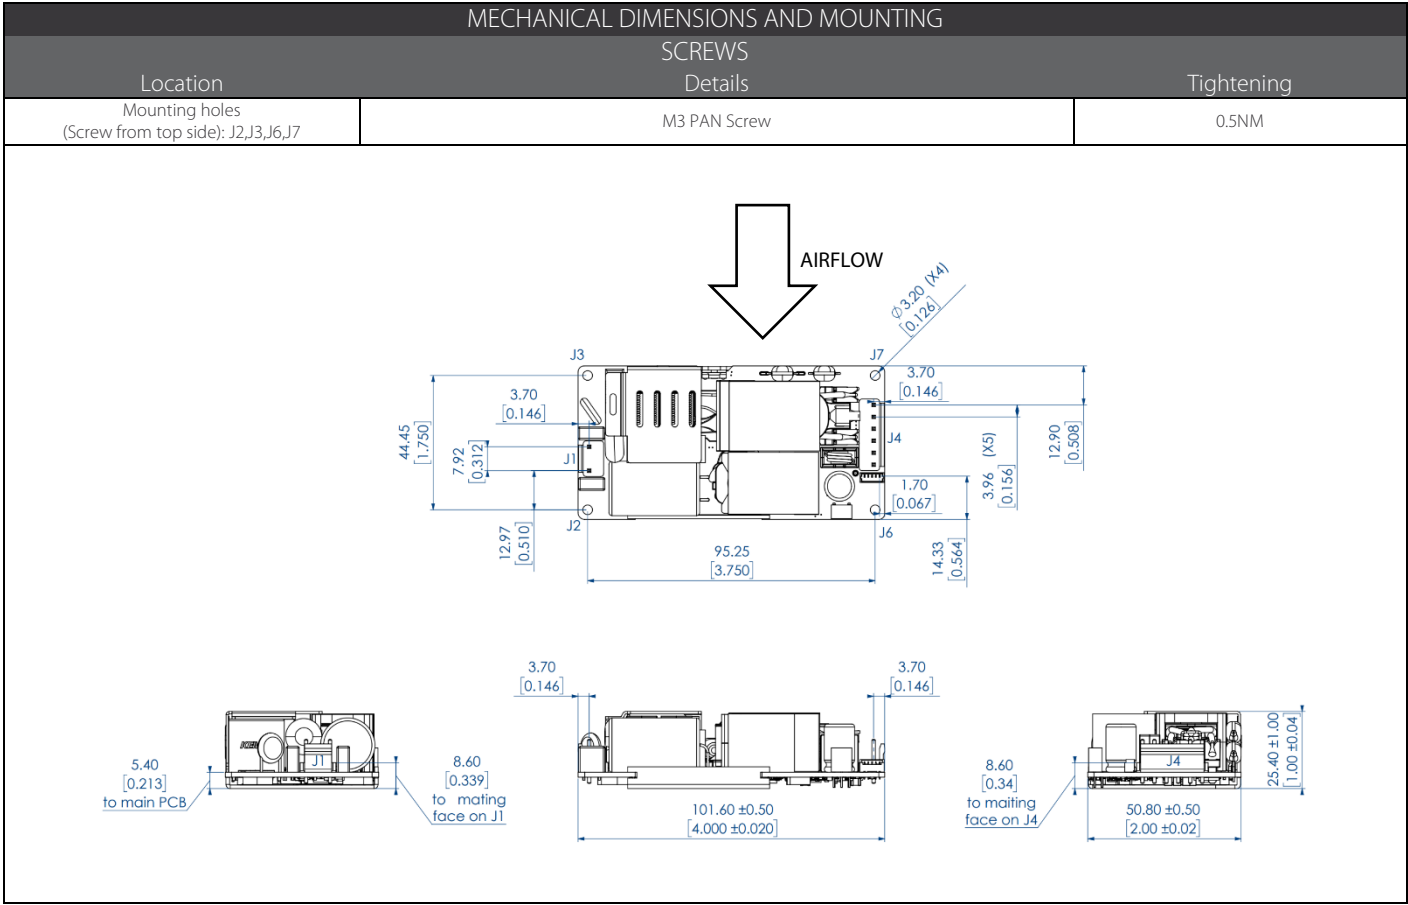 MECHANICAL DIMENSIONS AND MOUNTING
SCREWS
Location Details Tightening
Mounting holes
(Screw from top side): J2,J3,J6,J7
M3 PAN Screw
0.5NM
AIRFLOW
Ø3.20 (X4)
[0.126]
J3
J7
3.70
[0.146]
3.70
[0.146]
44.45
[1.750]
7.92
[0.312]
J1
J4
3.96 (X5)
[0.156]
12.90
[0.508]
1.70
[0.067]
J2
J6
12.97
[0.510]
95.25
[3.750]
14.33
[0.564]
3.70
[0.146]
3.70
[0.146]
J1
5.40
[0.213]
to main PCB
8.60
[0.339]
to mating
face on J1
101.60 ±0.50
[4.000 ±0.020]
8.60
[0.34]
to maiting
face on J4
J4
50.80 ±0.50
[2.00 ±0.02]
25.40 ±1.00
[1.00 ±0.04]